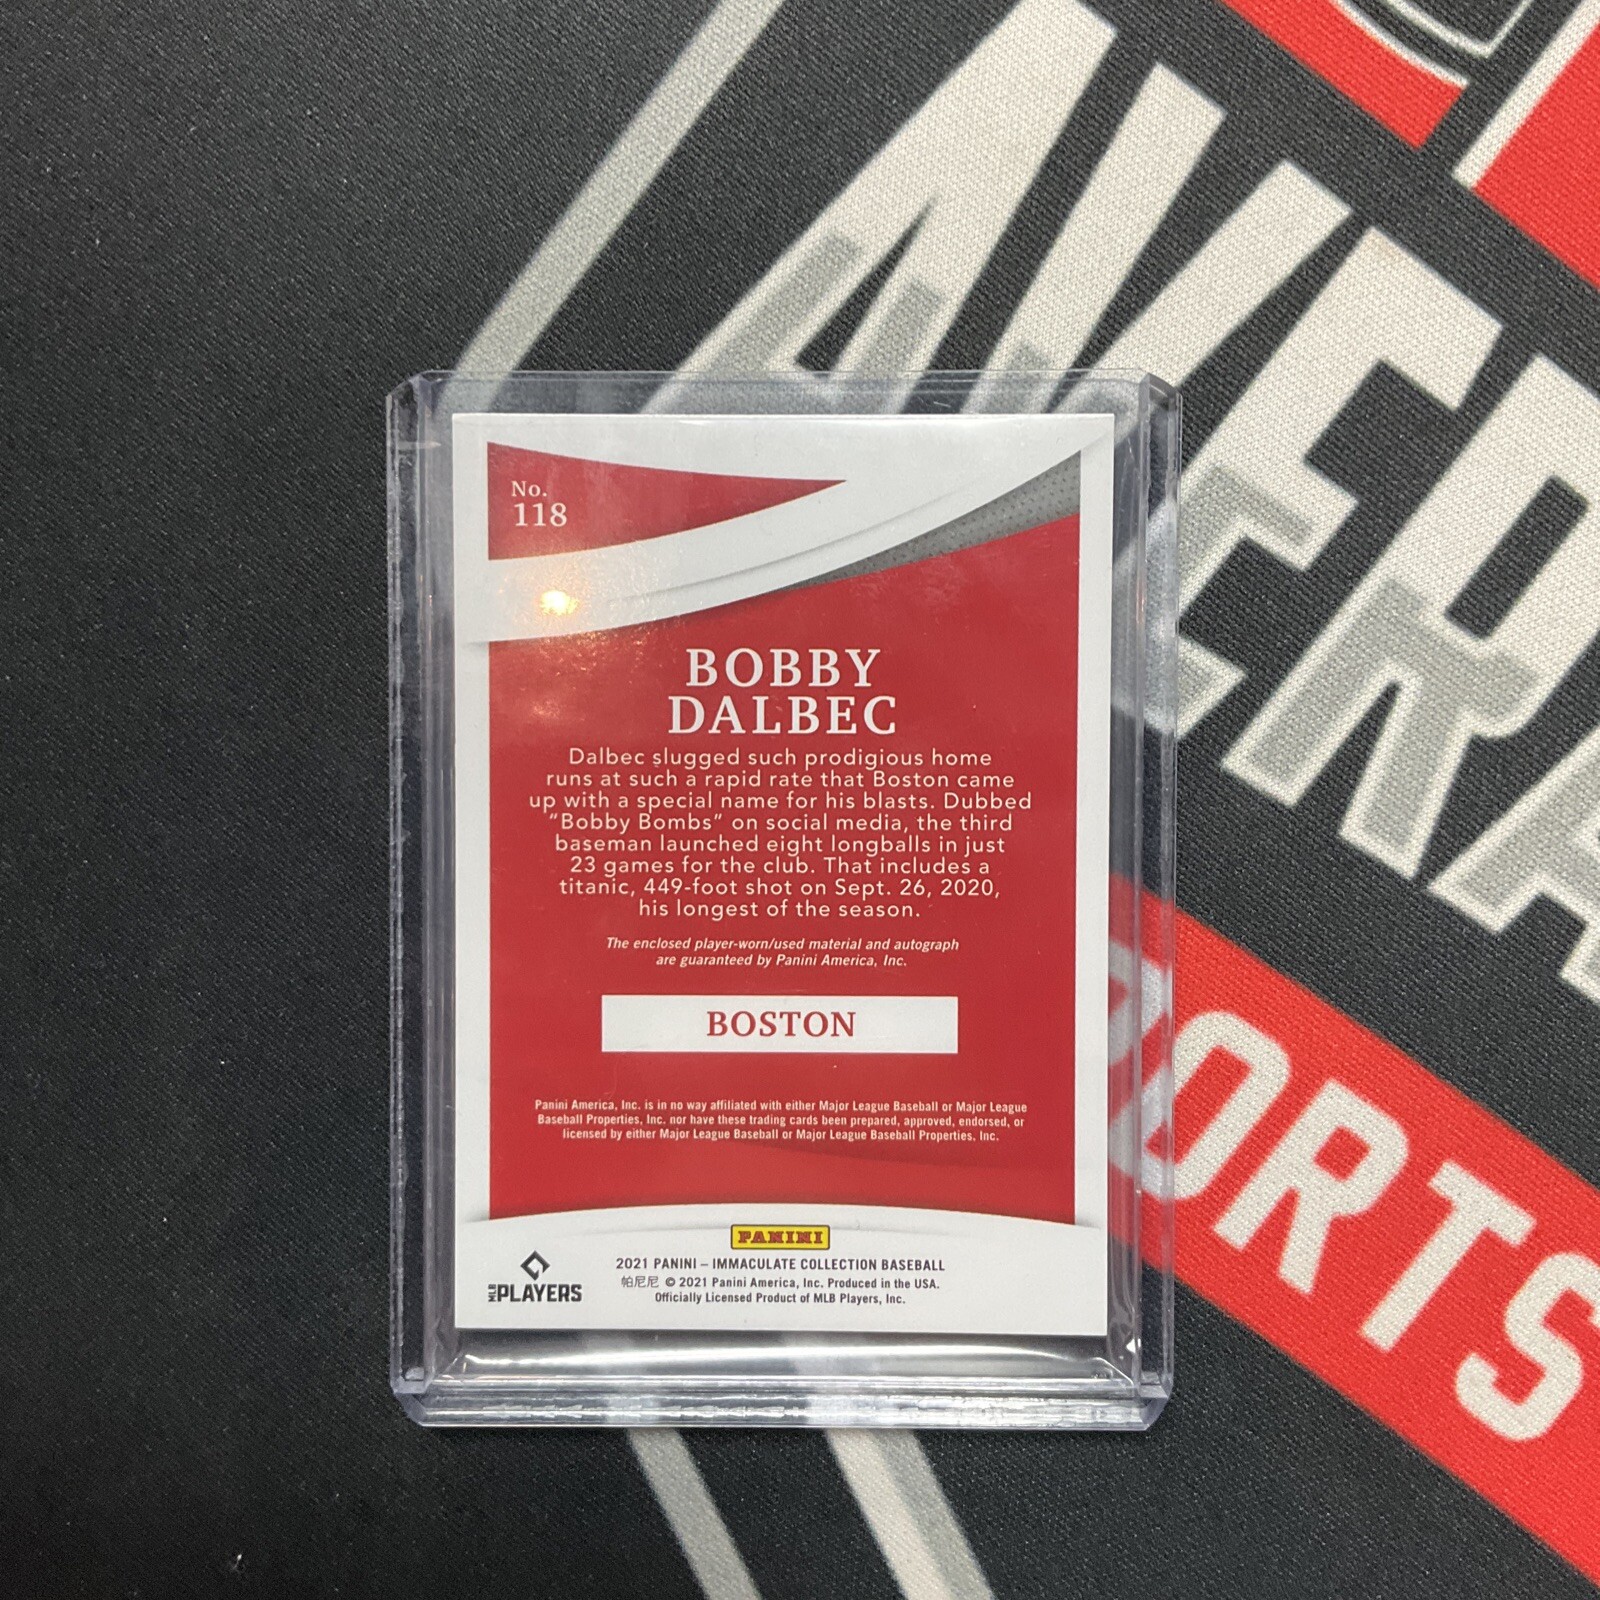 AVERA
PORTS
No.
118
BOBBY
DALBEC
Dalbec slugged such prodigious home
runs at such a rapid rate that Boston came
up with a special name for his blasts. Dubbed
“Bobby Bombs” on social media, the third
baseman launched eight longballs in just
23 games for the club. That includes a
titanic, 449-foot shot on Sept. 26, 2020,
his longest of the season.
The enclosed player-worn/used material and autograph
are guaranteed by Panini America, Inc.
BOSTON
Panini America, Inc. is in no way affiliated with either Major League Baseball or Major League
Baseball Properties, Inc. nor have these trading cards been prepared, approved, endorsed, or
licensed by either Major League Baseball or Major League Baseball Properties, Inc.
PANINI
MLB PLAYERS
2021 PANINI – IMMACULATE COLLECTION BASEBALL
帕尼尼 © 2021 Panini America, Inc. Produced in the USA.
Officially Licensed Product of MLB Players, Inc.